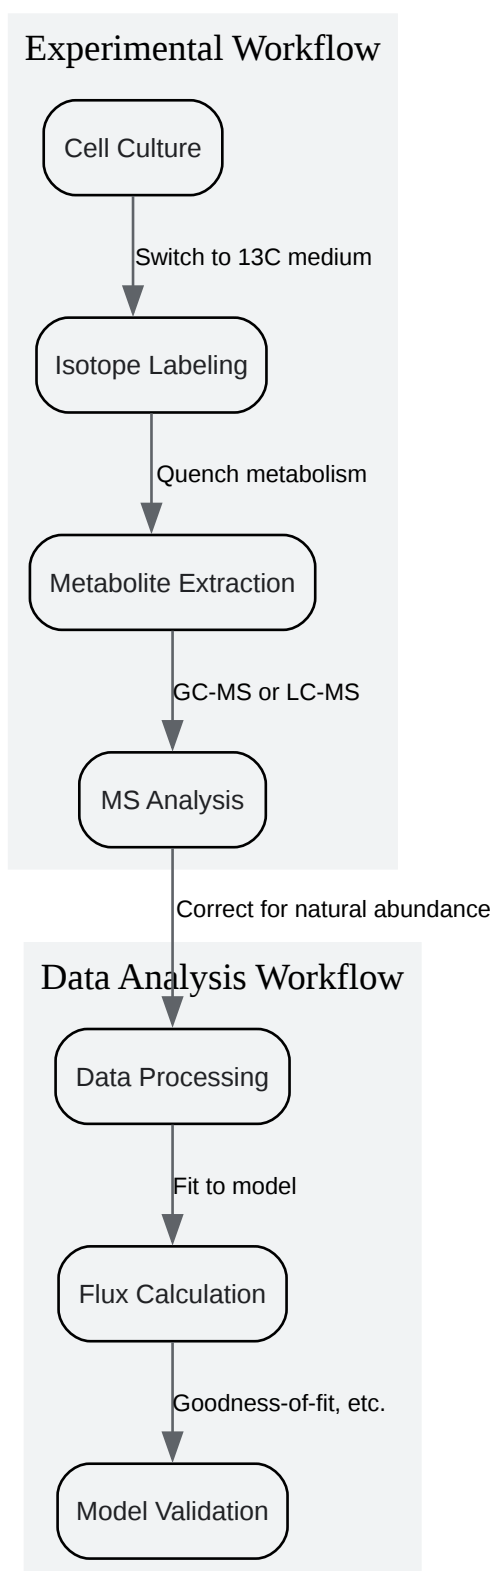 Experimental Workflow
Cell Culture
Switch to 13C medium
Isotope Labeling
Quench metabolism
Metabolite Extraction
GC-MS or LC-MS
MS Analysis
Correct for natural abundance
Data Analysis Workflow
Data Processing
Fit to model
Flux Calculation
Goodness-of-fit, etc.
Model Validation